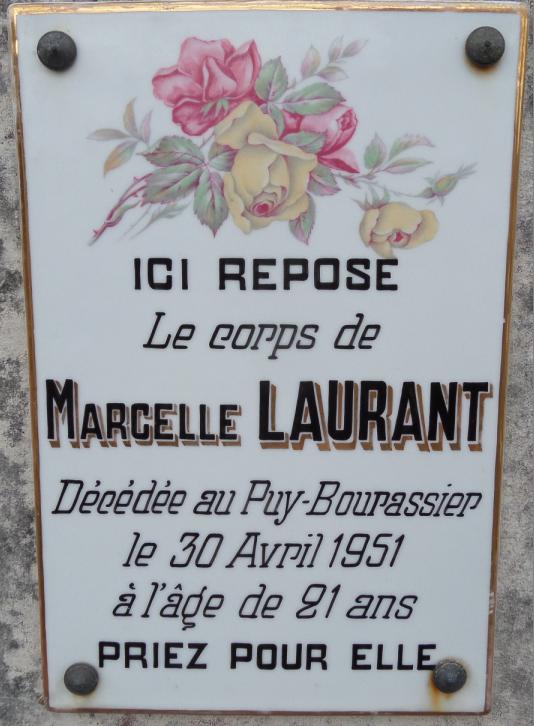 ICI REPOSE
Le corps de
MARCELLE LAURANT
Décédée au Puy-Bourassier
le 30 Avril 1951
à l'âge de 21 ans
PRIEZ POUR ELLE